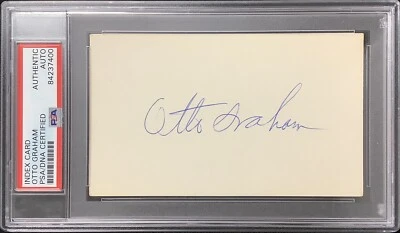 INDEX CARD
OTTO GRAHAM
PSA/DNA CERTIFIED
AUTHENTIC
AUTO
84237400
PSA
Otto Graham